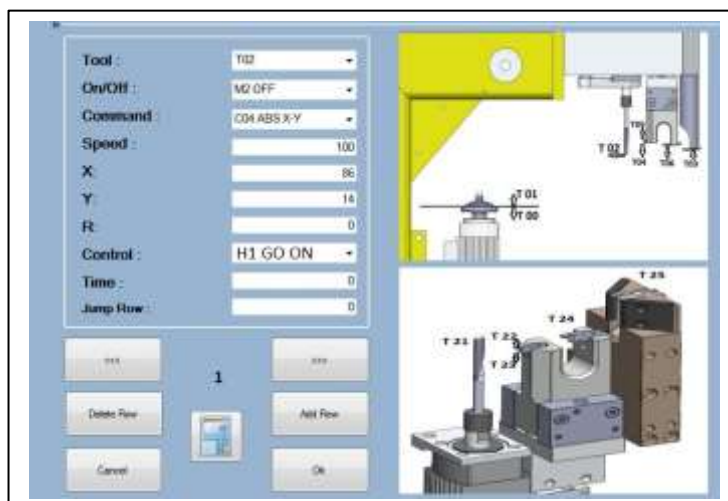 Tool : T02
On/Off : M2 OFF
Command : C04 ABS X-Y
Speed : 100
X 86
Y 14
R 0
Control : H1 GO ON
Time : 0
Jump Row : 0
<<< >>>
1
Delete Row Add Row
Cancel Ok
T 02
T04
T 01
T 00
T 25
T 24
T 21
T 22
T 23